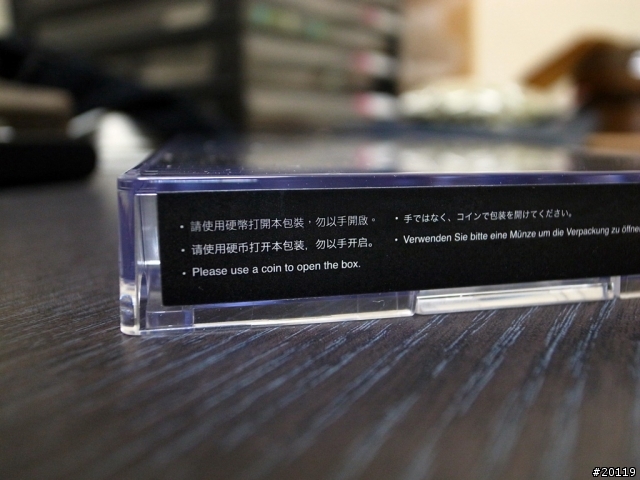 • 請使用硬幣打開本包裝，勿以手開啟。
• 请使用硬币打开本包装，勿以手开启。
• Please use a coin to open the box.
• 手ではなく、コインで包装を開けてください。
• Verwenden Sie bitte eine Münze um die Verpackung zu öffne
#20119